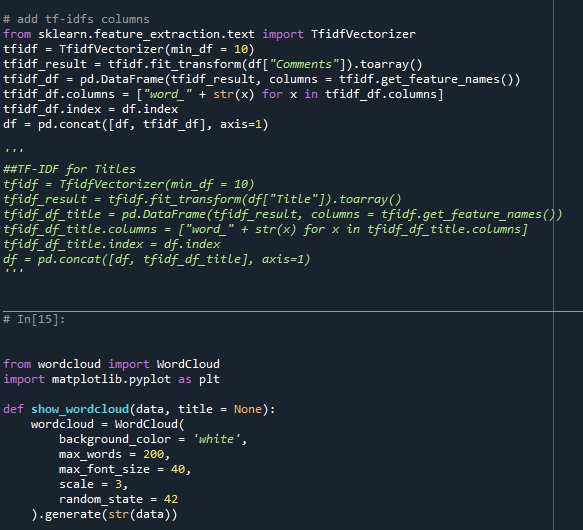 # add tf-idfs columns
from sklearn.feature_extraction.text import TfidfVectorizer
tfidf = TfidfVectorizer(min_df = 10)
tfidf_result = tfidf.fit_transform(df["Comments"]).toarray()
tfidf_df = pd.DataFrame(tfidf_result, columns = tfidf.get_feature_names())
tfidf_df.columns = ["word_" + str(x) for x in tfidf_df.columns]
tfidf_df.index = df.index
df = pd.concat([df, tfidf_df], axis=1)
'''
##TF-IDF for Titles
tfidf = TfidfVectorizer(min_df = 10)
tfidf_result = tfidf.fit_transform(df["Title"]).toarray()
tfidf_df_title = pd.DataFrame(tfidf_result, columns = tfidf.get_feature_names())
tfidf_df_title.columns = ["word_" + str(x) for x in tfidf_df_title.columns]
tfidf_df_title.index = df.index
df = pd.concat([df, tfidf_df_title], axis=1)
'''
# In[15]:
from wordcloud import WordCloud
import matplotlib.pyplot as plt
def show_wordcloud(data, title = None):
    wordcloud = WordCloud(
        background_color = 'white',
        max_words = 200,
        max_font_size = 40,
        scale = 3,
        random_state = 42
    ).generate(str(data))